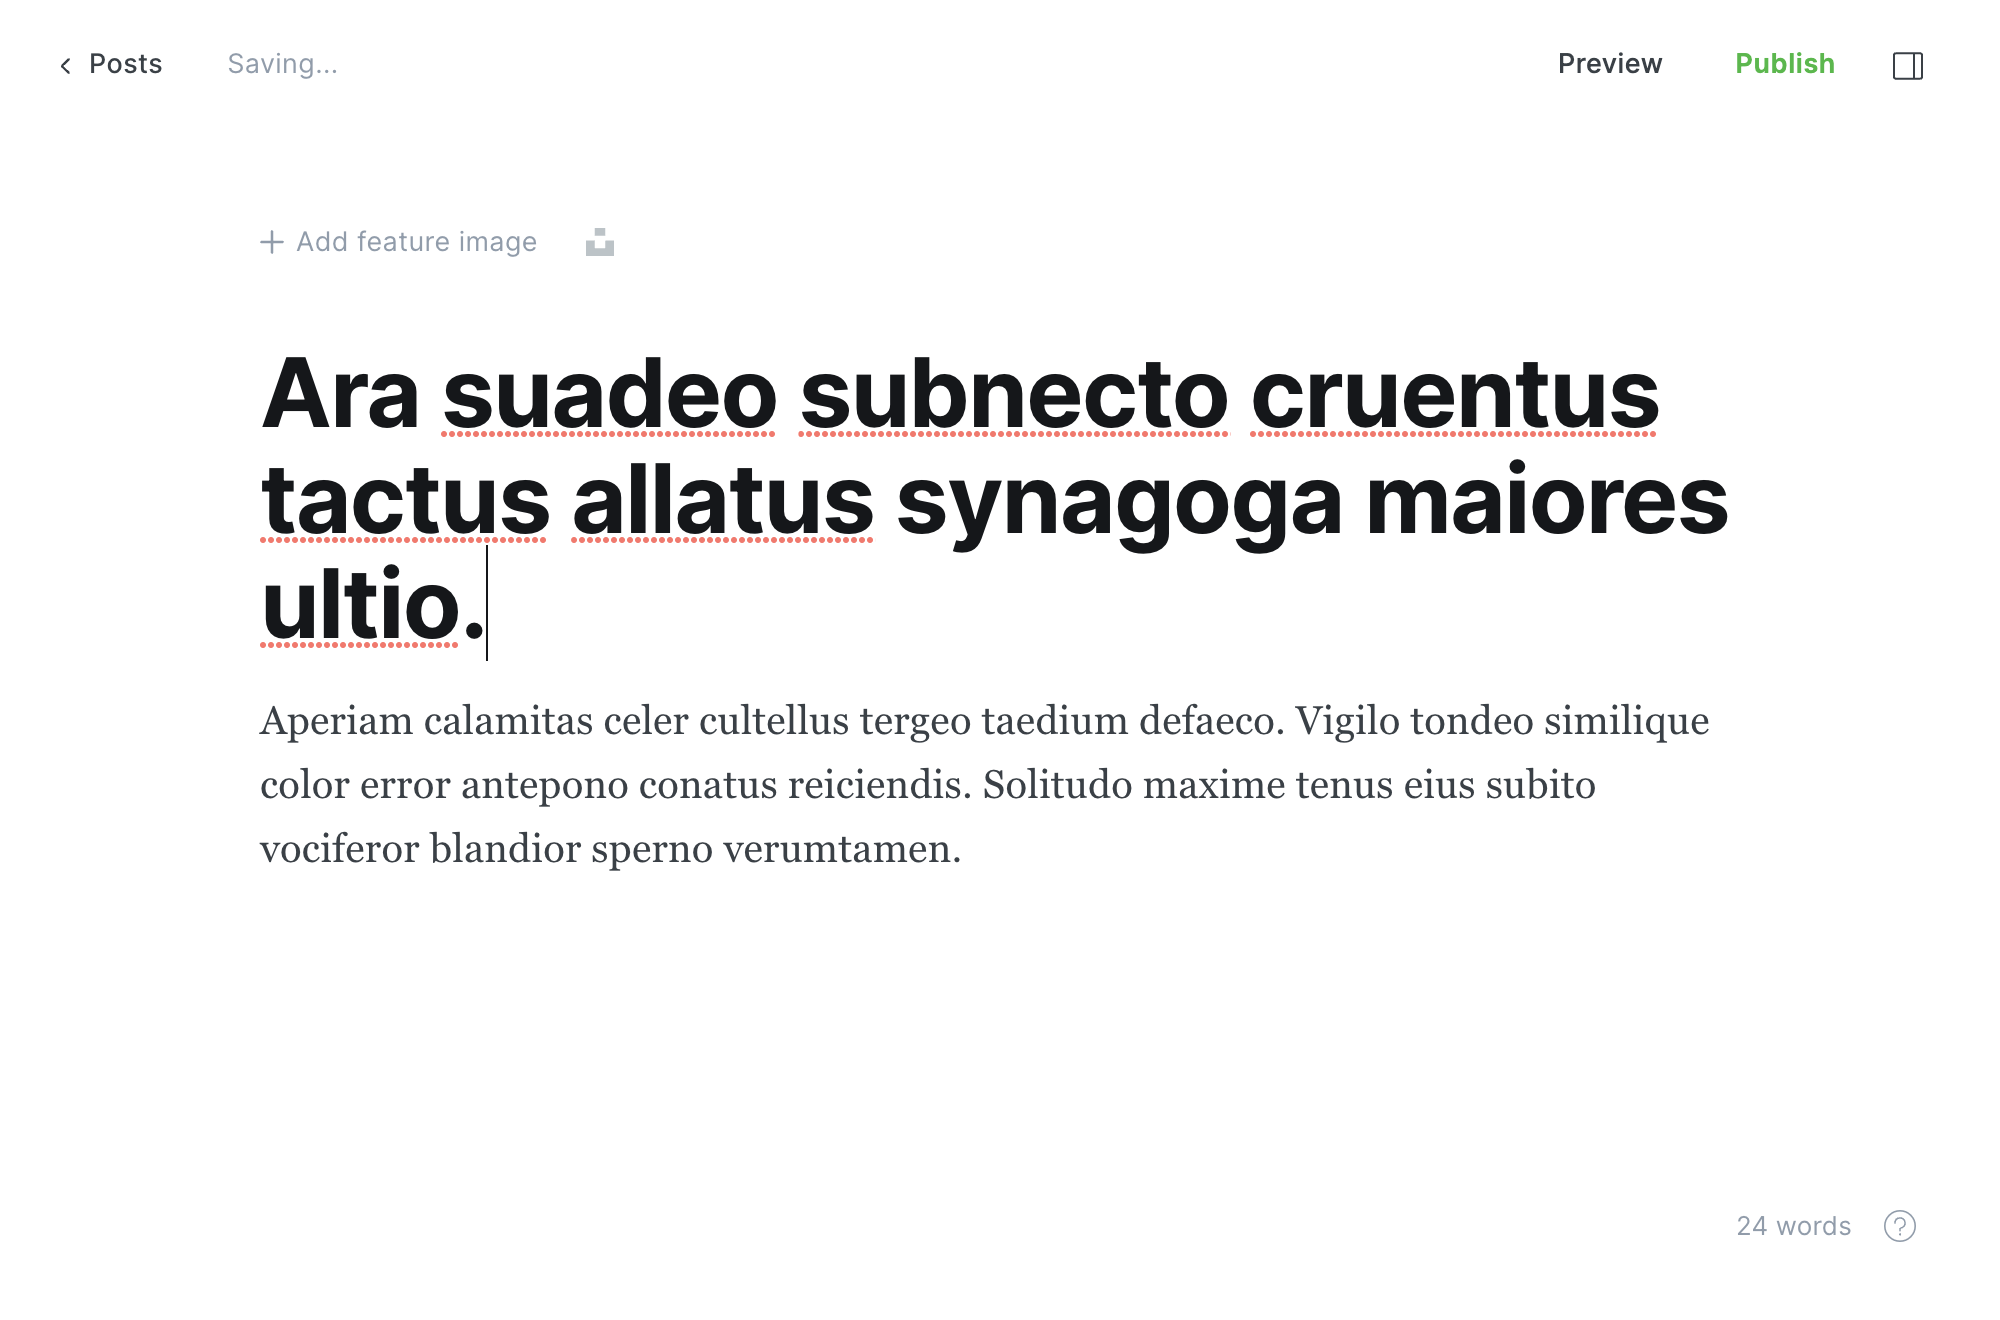 Posts
Saving...
Preview
Publish
Add feature image
Ara suadeo subnecto cruentus
tactus allatus synagoga maiores
ultio.
Aperiam calamitas celer cultellus tergeo taedium defaeco. Vigilo tondeo similique
color error antepono conatus reiciendis. Solitudo maxime tenus eius subito
vociferor blandior sperno verumtamen.
24 words
?